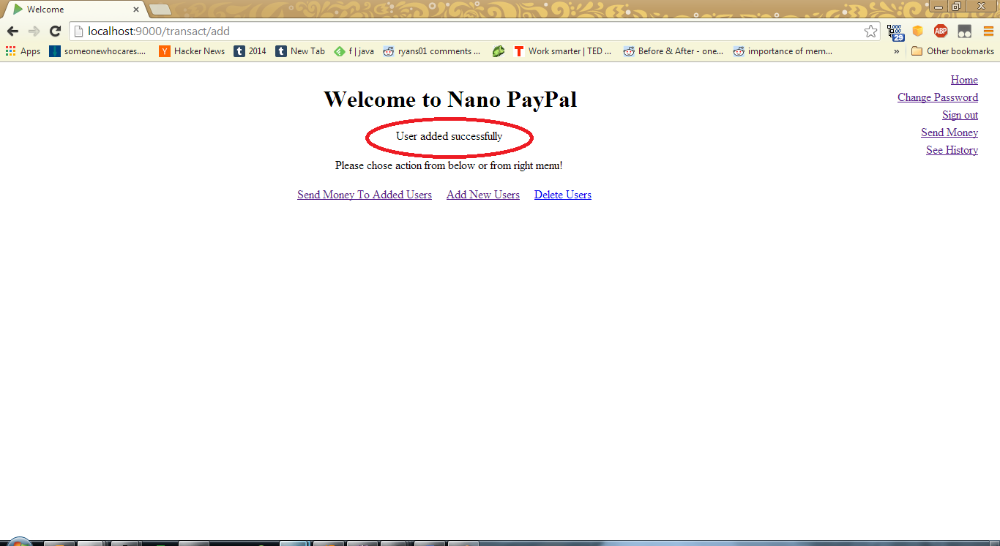 Welcome
localhost:9000/transact/add
29
ABP
Apps someonewhocares.... Y Hacker News t 2014 t New Tab f | java ryans01 comments ... T Work smarter | TED ... Before & After - one... importance of mem... » Other bookmarks
Home
Change Password
Sign out
Send Money
See History
Welcome to Nano PayPal
User added successfully
Please chose action from below or from right menu!
Send Money To Added Users Add New Users Delete Users